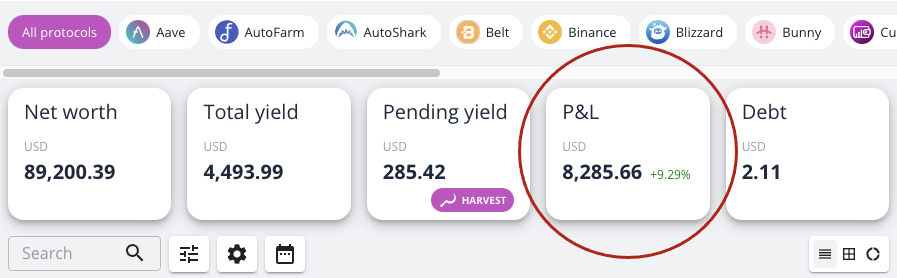 All protocols Aave AutoFarm AutoShark Belt Binance Blizzard Bunny Cu
Net worth
USD
89,200.39
Total yield
USD
4,493.99
Pending yield
USD
285.42
HARVEST
P&L
USD
8,285.66 +9.29%
Debt
USD
2.11
Search